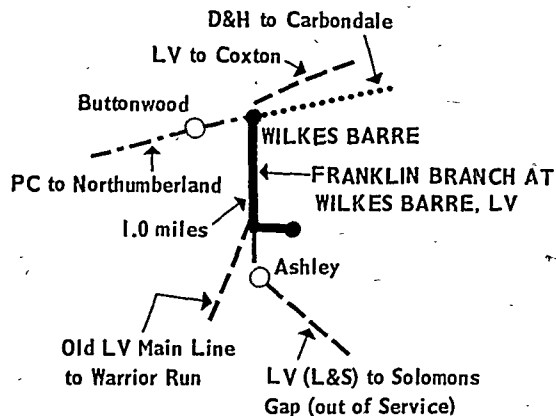 D&H to Carbondale
LV to Coxton
Buttonwood
WILKES BARRE
PC to Northumberland
FRANKLIN BRANCH AT
WILKES BARRE, LV
1.0 miles
Ashley
Old LV Main Line
to Warrior Run
LV (L&S) to Solomons
Gap (out of Service)